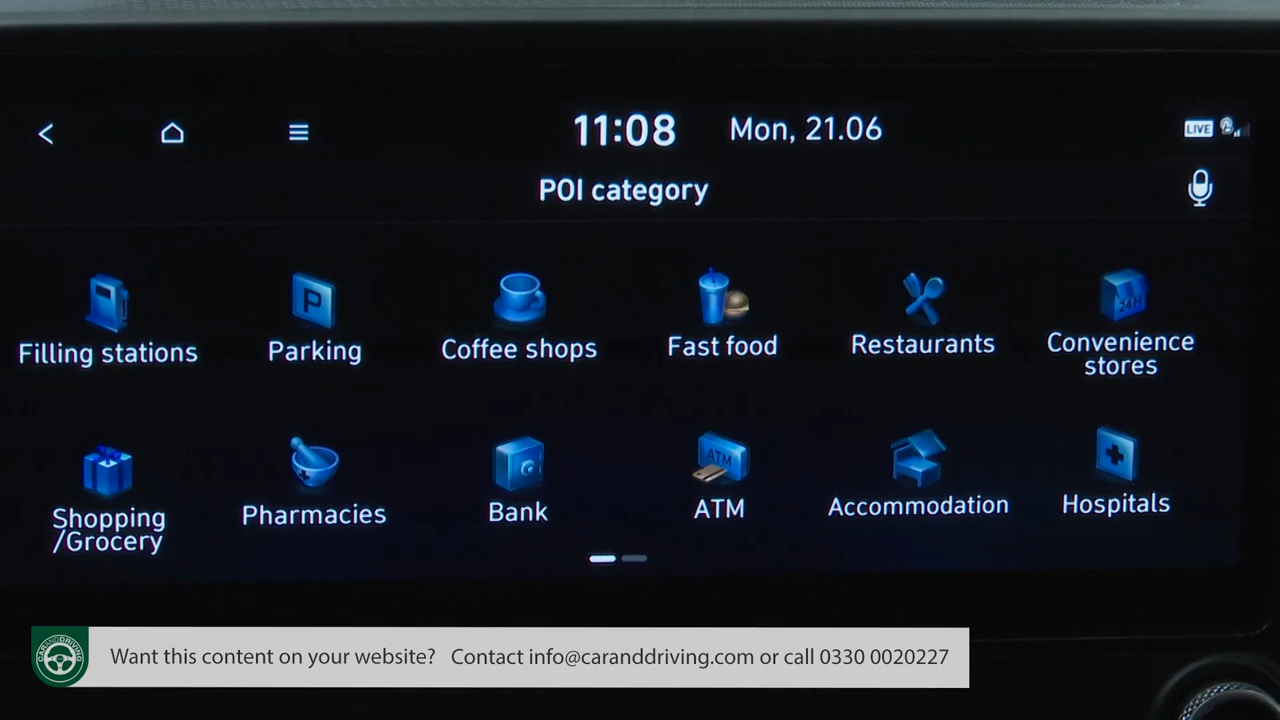 11:08 Mon, 21.06 LIVE
POI category
P
24H
Filling stations Parking Coffee shops Fast food Restaurants Convenience
stores
ATM
Shopping Pharmacies Bank ATM Accommodation Hospitals
/Grocery
CARANDDRIVING
Want this content on your website? Contact info@caranddriving.com or call 0330 0020227